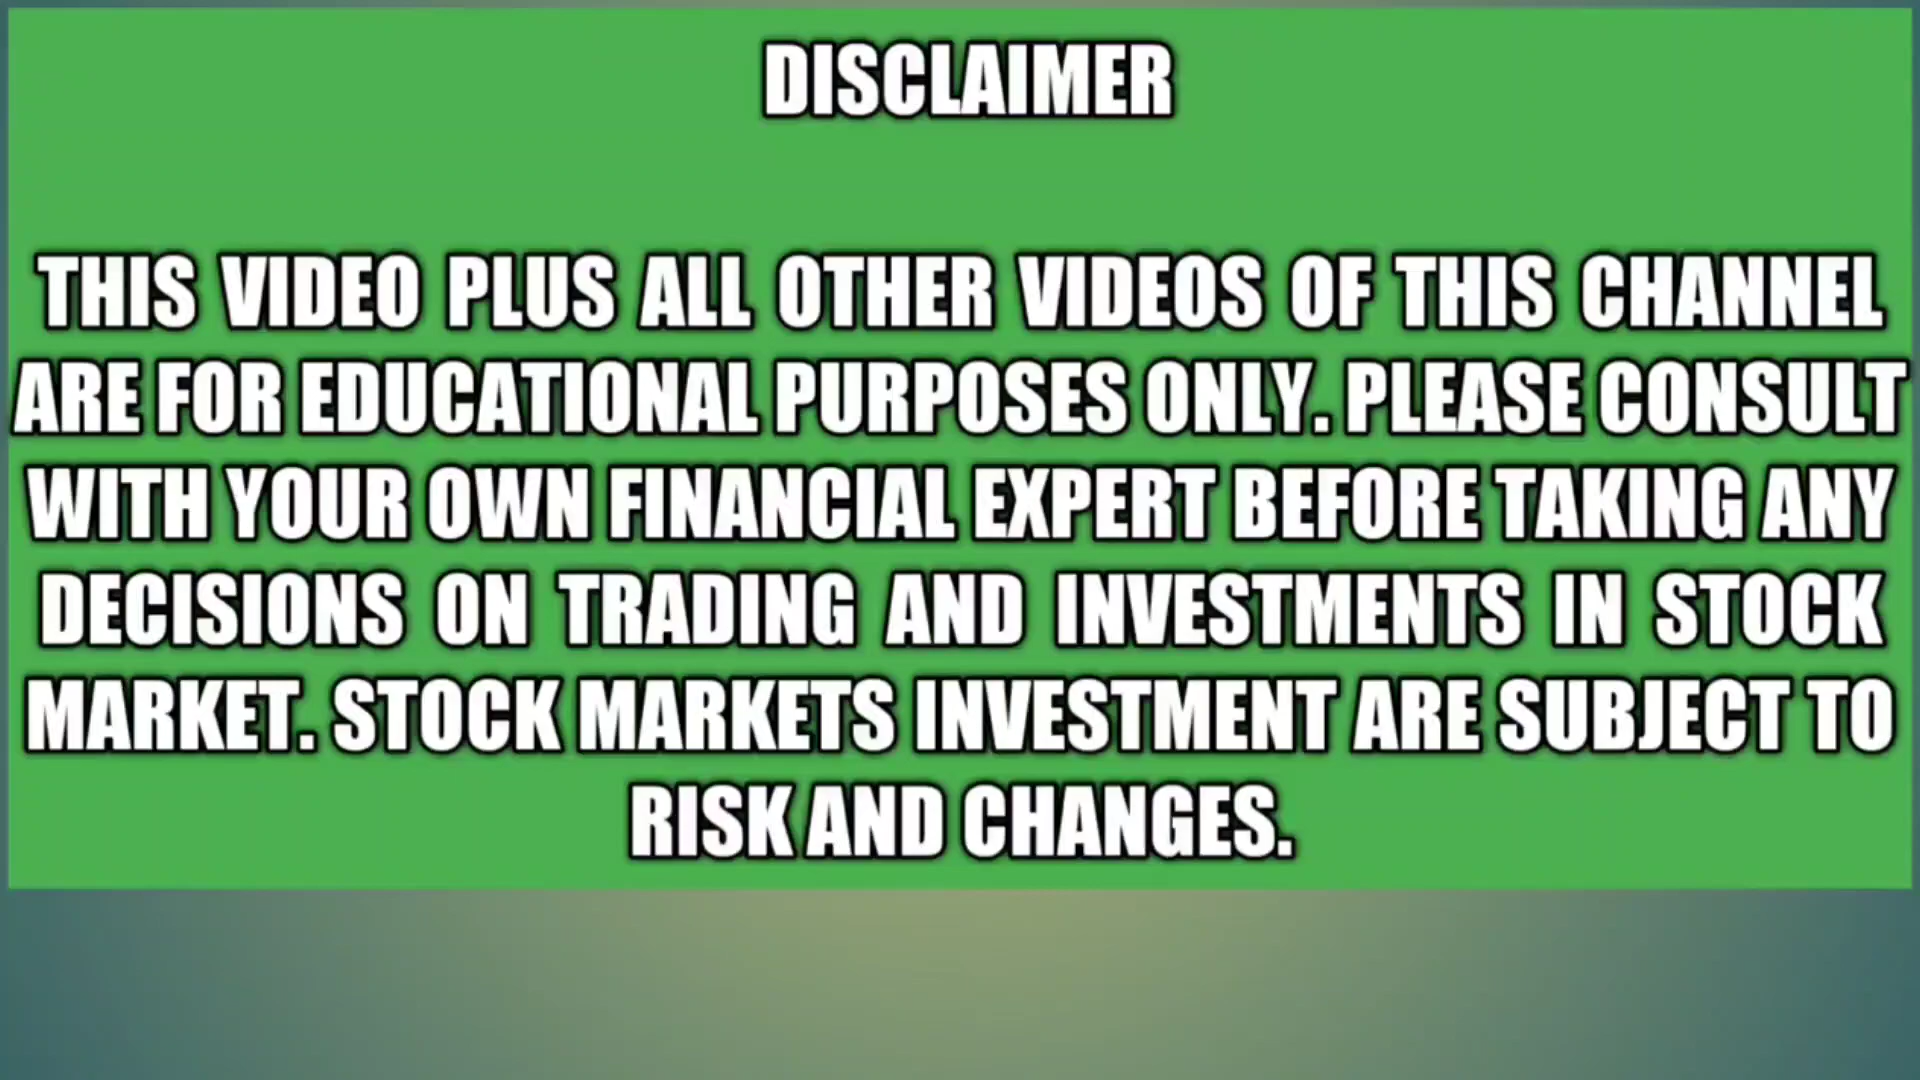 DISCLAIMER
THIS VIDEO PLUS ALL OTHER VIDEOS OF THIS CHANNEL
ARE FOR EDUCATIONAL PURPOSES ONLY. PLEASE CONSULT
WITH YOUR OWN FINANCIAL EXPERT BEFORE TAKING ANY
DECISIONS ON TRADING AND INVESTMENTS IN STOCK
MARKET. STOCK MARKETS INVESTMENT ARE SUBJECT TO
RISK AND CHANGES.